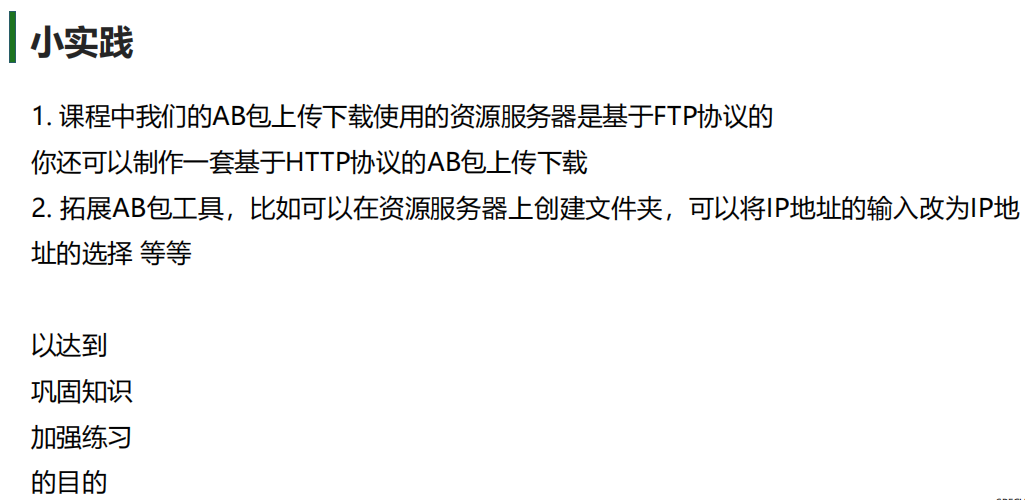 小实践
1. 课程中我们的AB包上传下载使用的资源服务器是基于FTP协议的
你还可以制作一套基于HTTP协议的AB包上传下载
2. 拓展AB包工具，比如可以在资源服务器上创建文件夹，可以将IP地址的输入改为IP地
址的选择 等等
以达到
巩固知识
加强练习
的目的